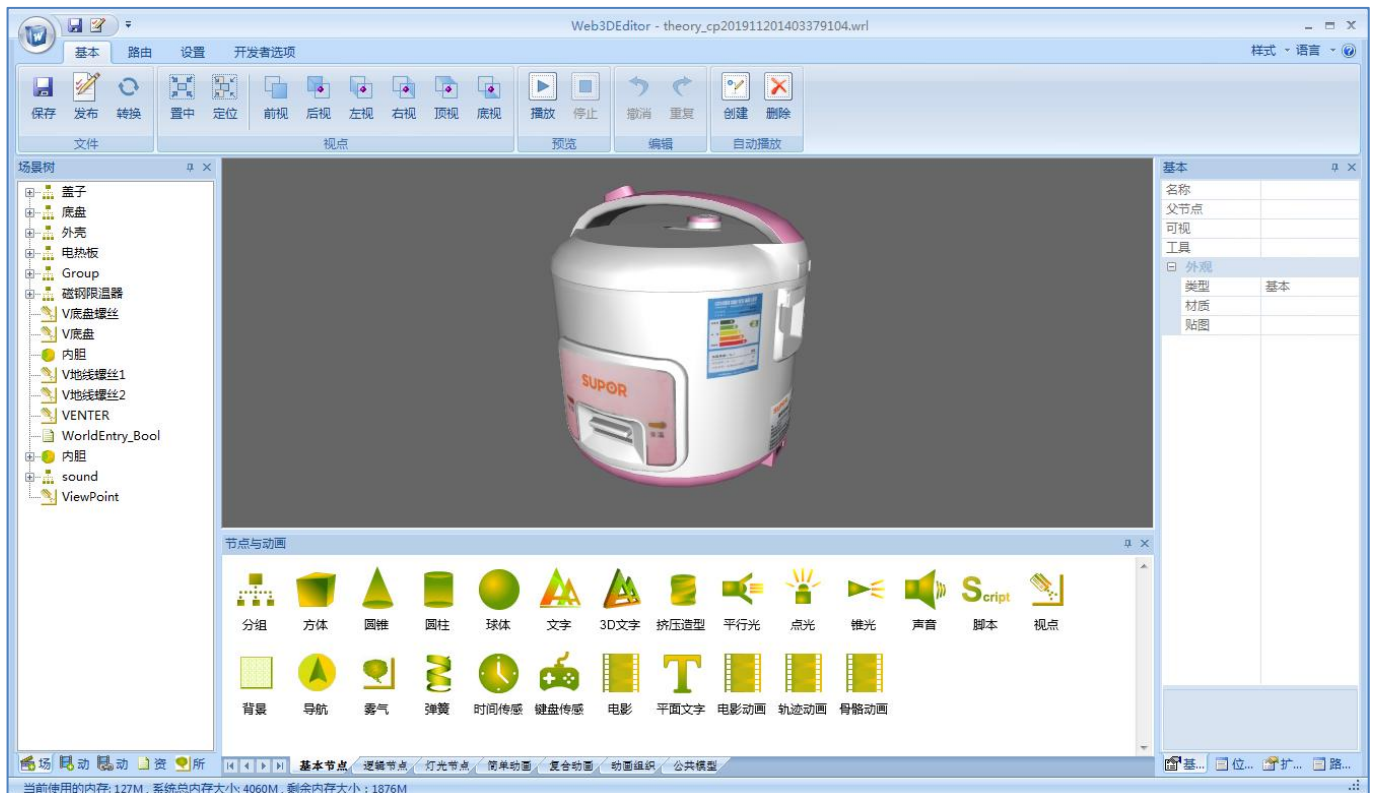 Web3DEditor - theory_cp201911201403379104.wrl
基本 路由 设置 开发者选项 样式 语言
保存 发布 转换 置中 定位 前视 后视 左视 右视 顶视 底视 播放 停止 撤消 重复 创建 删除
文件 视点 预览 编辑 自动播放
场景树
盖子
底盘
外壳
电热板
Group
磁钢限温器
V底盘螺丝
V底盘
内胆
V地线螺丝1
V地线螺丝2
VENTER
WorldEntry_Bool
内胆
sound
ViewPoint
SUPOR
SUPOR
节点与动画
分组 方体 圆锥 圆柱 球体 文字 3D文字 挤压造型 平行光 点光 锥光 声音 Script 脚本 视点
背景 导航 雾气 弹簧 时间传感 键盘传感 电影 平面文字 电影动画 轨迹动画 骨骼动画
基本节点 逻辑节点 灯光节点 简单动画 复合动画 动画组织 公共模型
基本
名称
父节点
可视
工具
外观
类型 基本
材质
贴图
场 动 动 资 所
基... 位... 扩... 路...
当前使用的内存: 127M , 系统总内存大小: 4060M , 剩余内存大小 : 1876M